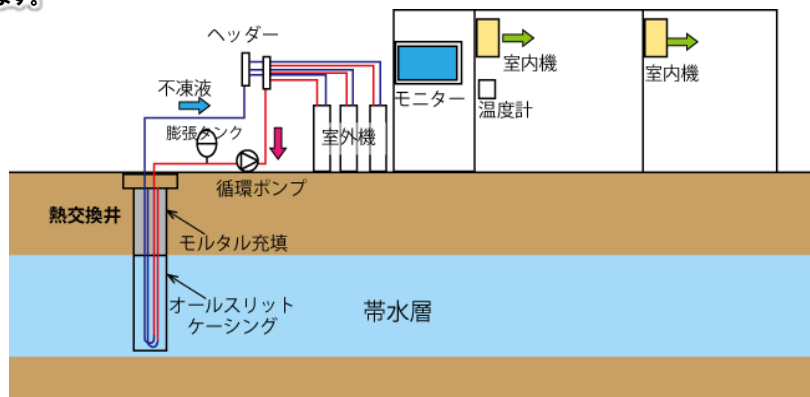 ます。
ヘッダー
不凍液
膨張タンク
循環ポンプ
室外機
モニター
室内機
温度計
室内機
熱交換井
モルタル充填
オールスリット
ケーシング
帯水層